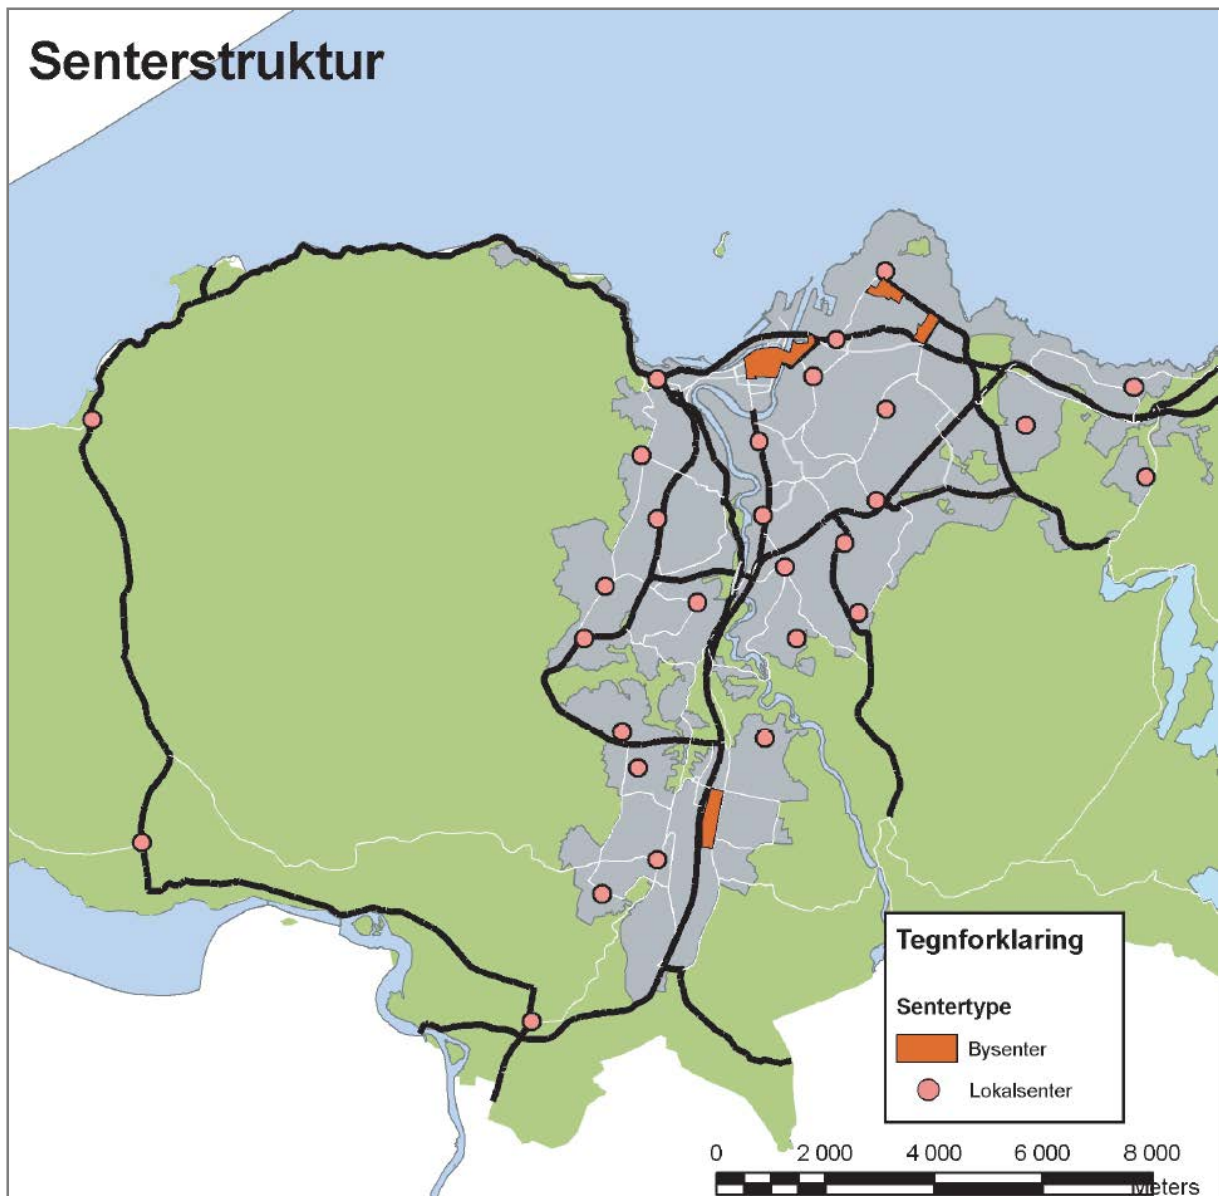 Senterstruktur
Tegnforklaring
Sentertype
Bysenter
Lokalsenter
0 2 000 4 000 6 000 8 000
Meters